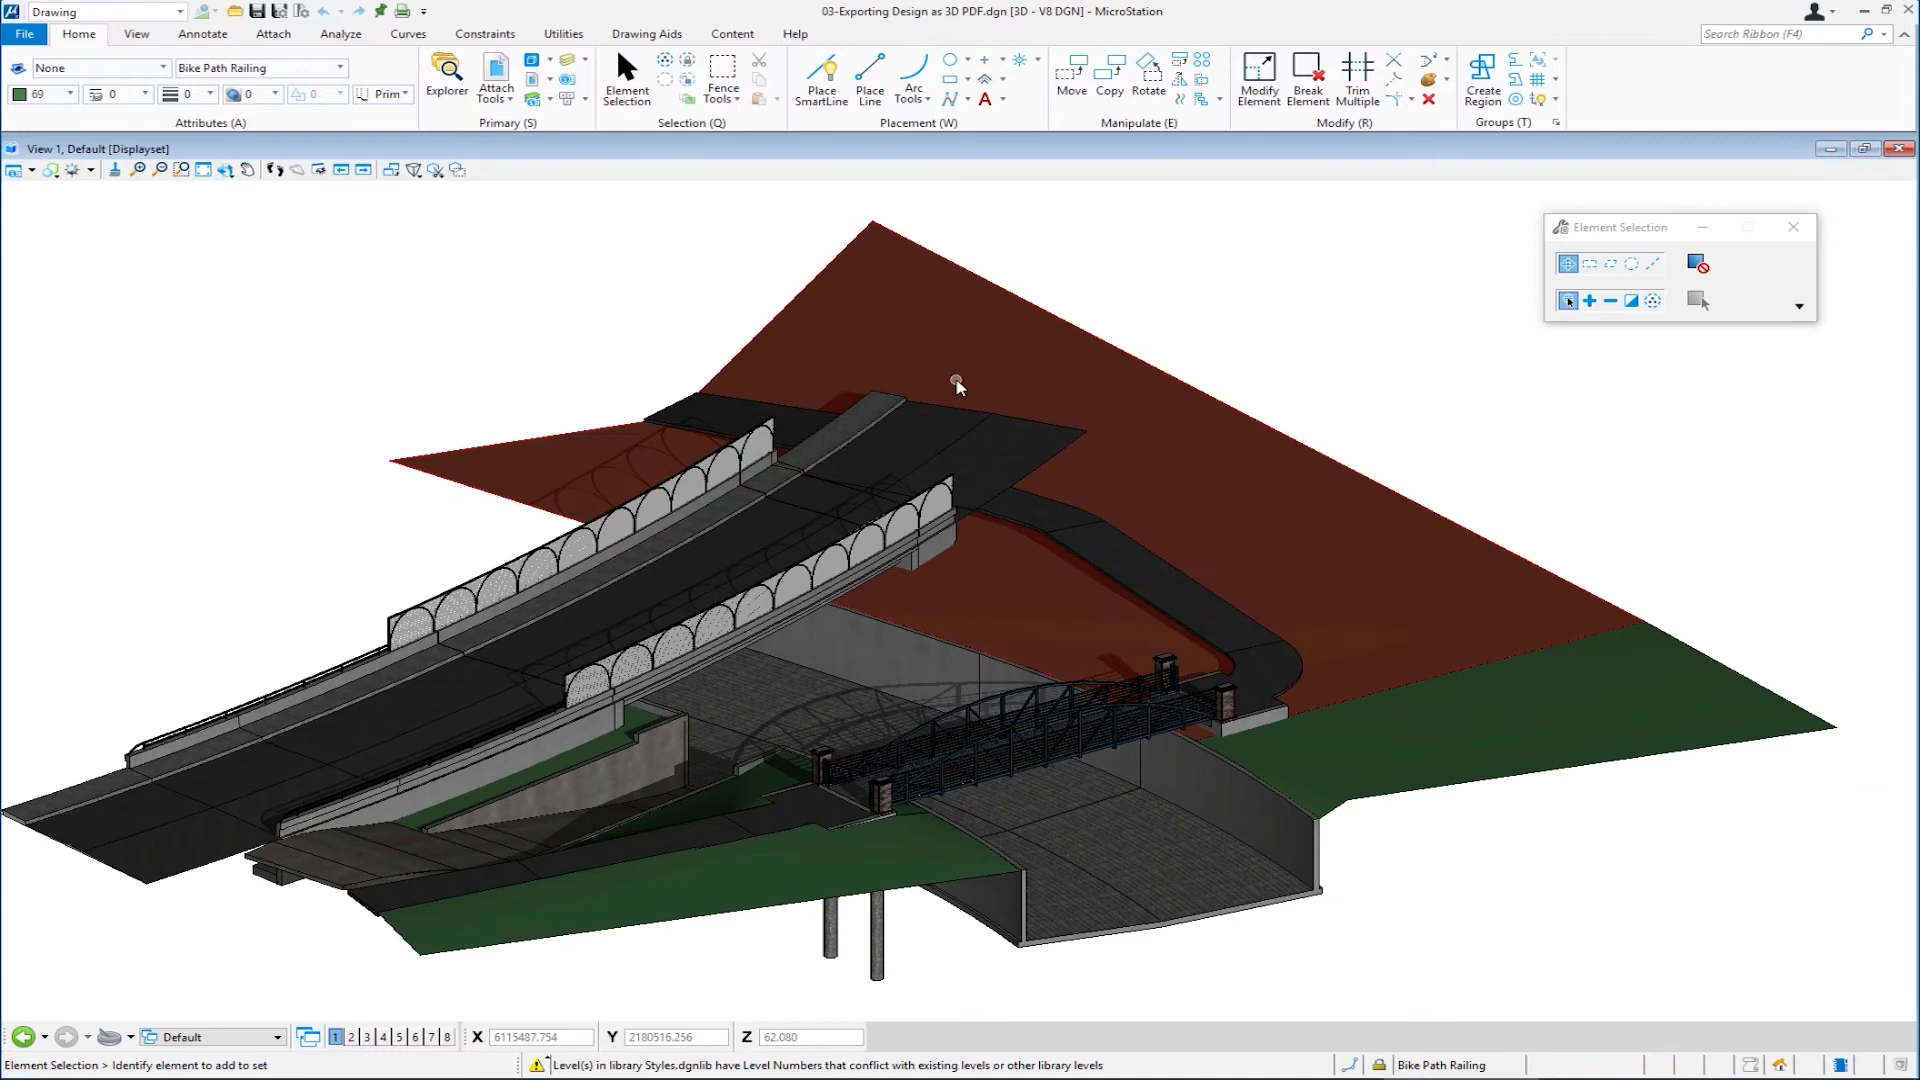 Drawing
03-Exporting Design as 3D PDF.dgn [3D - V8 DGN] - MicroStation
File Home View Annotate Attach Analyze Curves Constraints Utilities Drawing Aids Content Help
Search Ribbon (F4)
None
Bike Path Railing
69
0
0
0
0
Prim
Attributes (A)
Explorer
Attach
Tools
Primary (S)
Element
Selection
Fence
Tools
Selection (Q)
Place
SmartLine
Place
Line
Arc
Tools
Placement (W)
Move
Copy
Rotate
Manipulate (E)
Modify
Element
Break
Element
Trim
Multiple
Modify (R)
Create
Region
Groups (T)
View 1, Default [Displayset]
Element Selection
Default
1 2 3 4 5 6 7 8
X 6115487.754
Y 2180516.256
Z 62.080
Element Selection > Identify element to add to set
Level(s) in library Styles.dgnlib have Level Numbers that conflict with existing levels or other library levels
Bike Path Railing